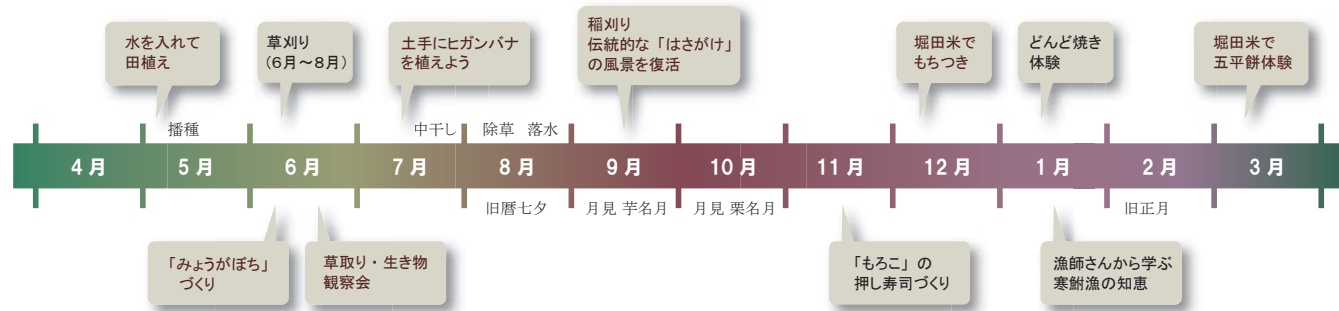 水を入れて
田植え
草刈り
(6月〜8月)
土手にヒガンバナ
を植えよう
稲刈り
伝統的な「はさがけ」
の風景を復活
堀田米で
もちつき
どんど焼き
体験
堀田米で
五平餅体験
播種
中干し
除草 落水
4月
5月
6月
7月
8月
9月
10月
11月
12月
1月
2月
3月
旧暦七夕
月見 芋名月
月見 栗名月
旧正月
「みょうがぼち」
づくり
草取り・生き物
観察会
「もろこ」の
押し寿司づくり
漁師さんから学ぶ
寒鮒漁の知恵